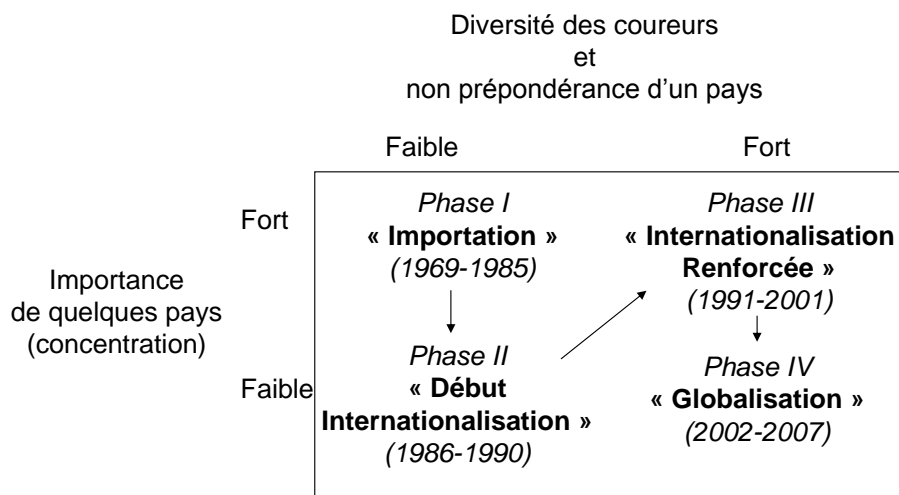 Diversité des coureurs
et
non prépondérance d'un pays
Faible
Fort
Fort
Phase I
« Importation »
(1969-1985)
Phase III
« Internationalisation
Renforcée »
(1991-2001)
Importance
de quelques pays
(concentration)
Faible
Phase II
« Début
Internationalisation »
(1986-1990)
Phase IV
« Globalisation »
(2002-2007)